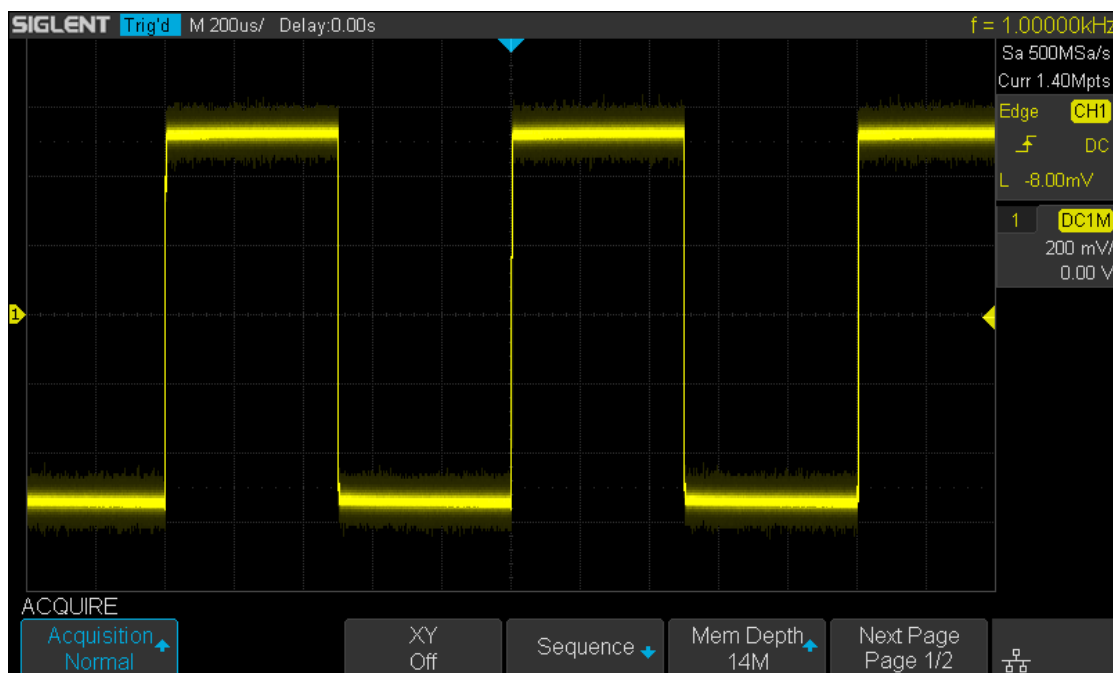 SIGLENT Trig'd M 200us/ Delay:0.00s f = 1.00000kHz
Sa 500MSa/s
Curr 1.40Mpts
Edge CH1
DC
L -8.00mV
1 DC1M
200 mV/
0.00 V
1
ACQUIRE
Acquisition
Normal
XY
Off
Sequence
Mem Depth
14M
Next Page
Page 1/2